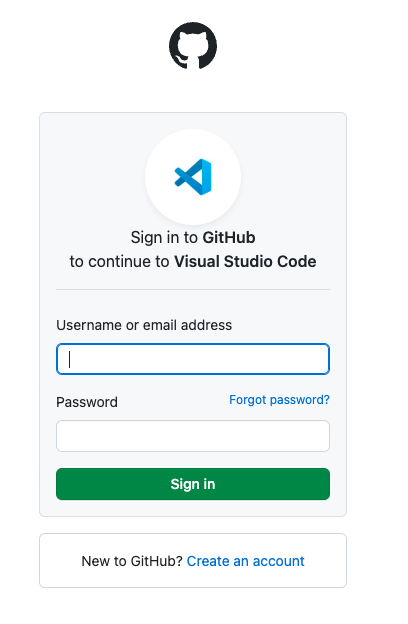 Sign in to GitHub
to continue to Visual Studio Code
Username or email address
Password
Forgot password?
Sign in
New to GitHub? Create an account